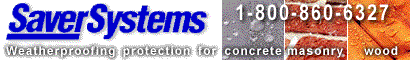 SaverSystems 1-800-860-6327
Weatherproofing protection for concrete masonry wood